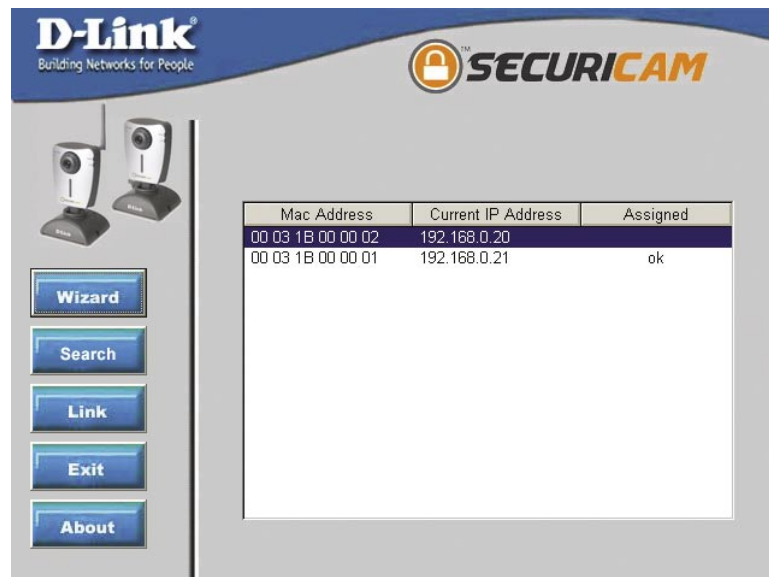 D-Link®
Building Networks for People
™
SECURICAM
Mac Address Current IP Address Assigned
00 03 1B 00 00 02 192.168.0.20
00 03 1B 00 00 01 192.168.0.21 ok
Wizard
Search
Link
Exit
About